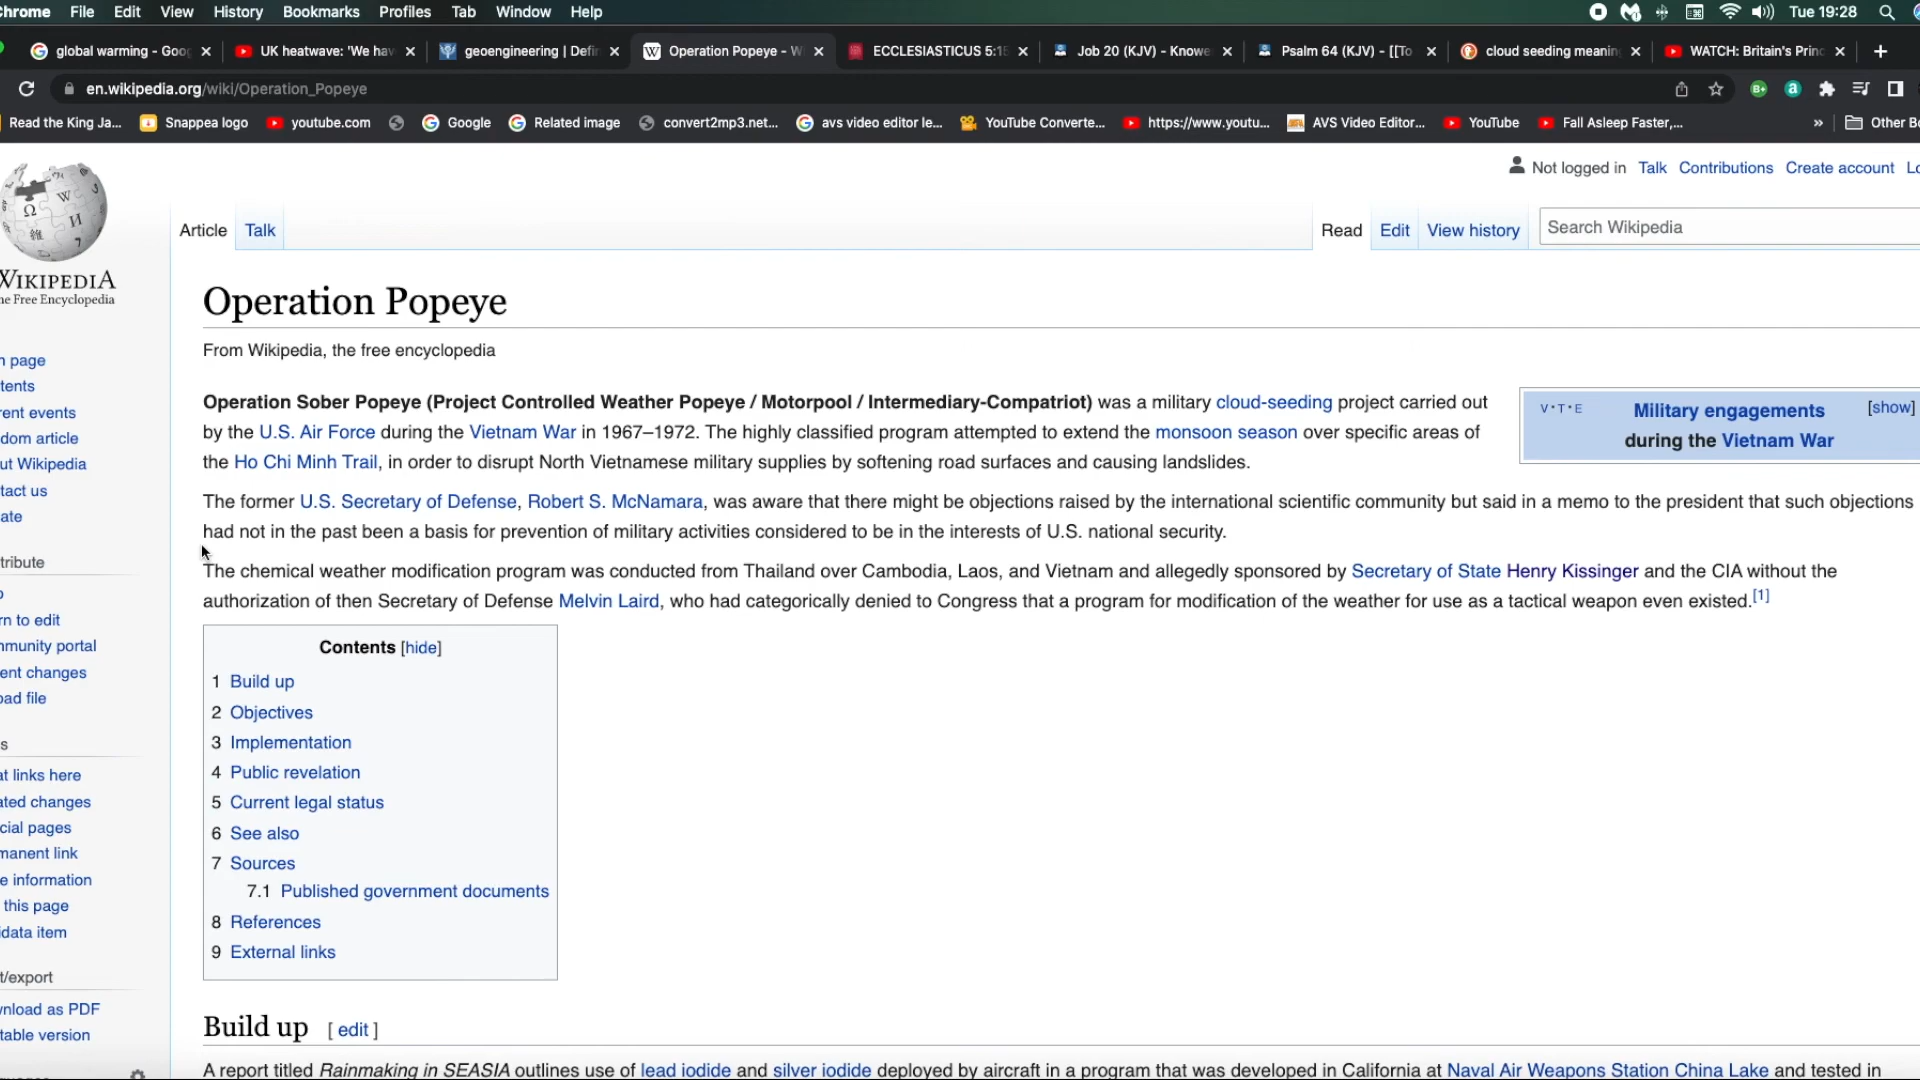 Chrome File Edit View History Bookmarks Profiles Tab Window Help Tue 19:28
global warming - Goog UK heatwave: 'We hav geoengineering | Defin Operation Popeye - W ECCLESIASTICUS 5:15 Job 20 (KJV) - Knowe Psalm 64 (KJV) - [[To cloud seeding meanin WATCH: Britain's Princ
en.wikipedia.org/wiki/Operation_Popeye
Read the King Ja... Snappea logo youtube.com Google Related image convert2mp3.net... avs video editor le... YouTube Converte... https://www.youtu... AVS Video Editor... YouTube Fall Asleep Faster,... » Other Bo
Not logged in Talk Contributions Create account Lo
Article Talk Read Edit View history Search Wikipedia
WIKIPEDIA
he Free Encyclopedia
Operation Popeye
From Wikipedia, the free encyclopedia
Operation Sober Popeye (Project Controlled Weather Popeye / Motorpool / Intermediary-Compatriot) was a military cloud-seeding project carried out
by the U.S. Air Force during the Vietnam War in 1967–1972. The highly classified program attempted to extend the monsoon season over specific areas of
the Ho Chi Minh Trail, in order to disrupt North Vietnamese military supplies by softening road surfaces and causing landslides.
V·T·E Military engagements [show]
during the Vietnam War
The former U.S. Secretary of Defense, Robert S. McNamara, was aware that there might be objections raised by the international scientific community but said in a memo to the president that such objections
had not in the past been a basis for prevention of military activities considered to be in the interests of U.S. national security.
The chemical weather modification program was conducted from Thailand over Cambodia, Laos, and Vietnam and allegedly sponsored by Secretary of State Henry Kissinger and the CIA without the
authorization of then Secretary of Defense Melvin Laird, who had categorically denied to Congress that a program for modification of the weather for use as a tactical weapon even existed.[1]
Contents [hide]
1 Build up
2 Objectives
3 Implementation
4 Public revelation
5 Current legal status
6 See also
7 Sources
7.1 Published government documents
8 References
9 External links
Build up [ edit ]
A report titled Rainmaking in SEASIA outlines use of lead iodide and silver iodide deployed by aircraft in a program that was developed in California at Naval Air Weapons Station China Lake and tested in
n page
tents
rent events
dom article
ut Wikipedia
tact us
ate
tribute
p
rn to edit
nmunity portal
ent changes
oad file
s
at links here
ated changes
cial pages
manent link
e information
this page
idata item
t/export
wnload as PDF
table version